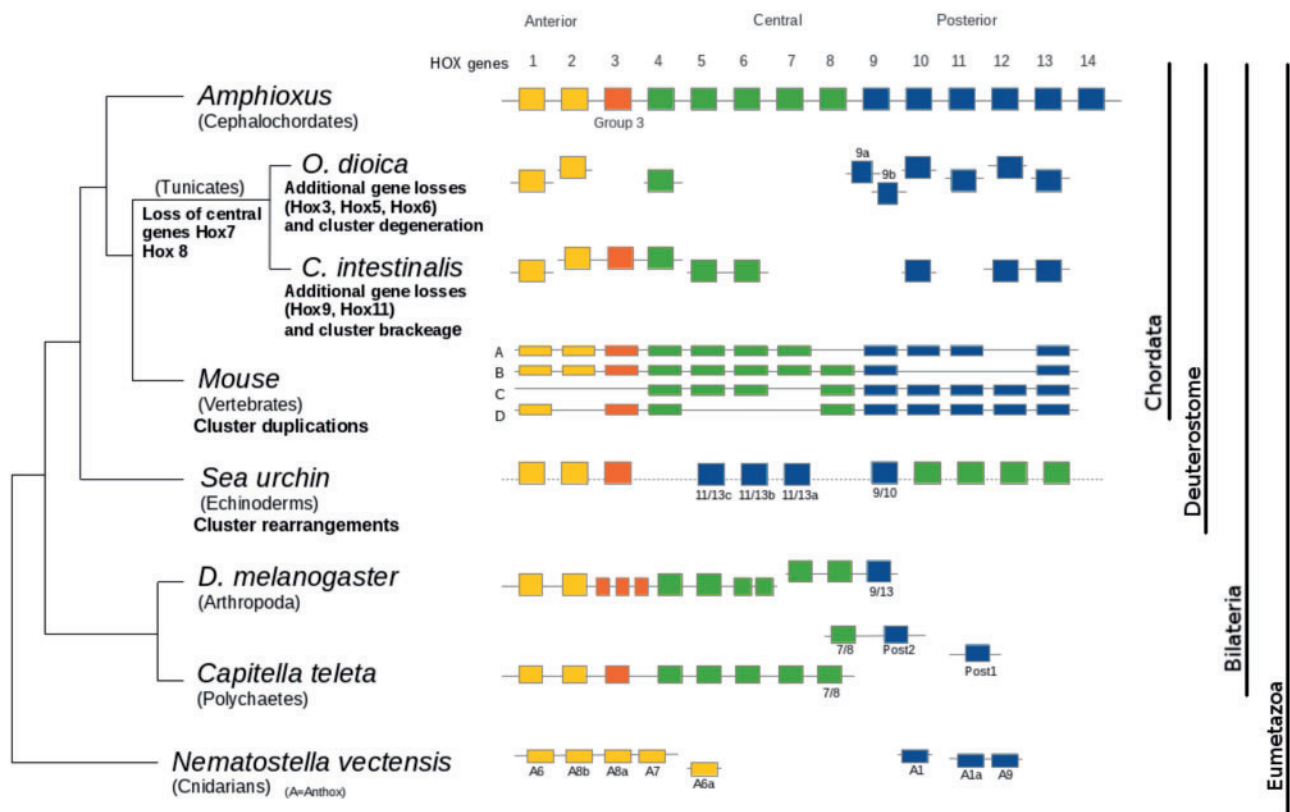 Anterior Central Posterior
HOX genes 1 2 3 4 5 6 7 8 9 10 11 12 13 14
Amphioxus
(Cephalochordates)
Group 3
O. dioica
(Tunicates)
Additional gene losses
(Hox3, Hox5, Hox6)
and cluster degeneration
9a
9b
Loss of central
genes Hox7
Hox 8
C. intestinalis
Additional gene losses
(Hox9, Hox11)
and cluster brackeage
A
B
C
D
Mouse
(Vertebrates)
Cluster duplications
Sea urchin
(Echinoderms)
Cluster rearrangements
11/13c 11/13b 11/13a 9/10
D. melanogaster
(Arthropoda)
9/13
7/8 Post2
Post1
Capitella teleta
(Polychaetes)
7/8
Nematostella vectensis
(Cnidarians) (A=Anthox)
A6 A8b A8a A7 A6a A1 A1a A9
Chordata
Deuterostome
Bilateria
Eumetazoa